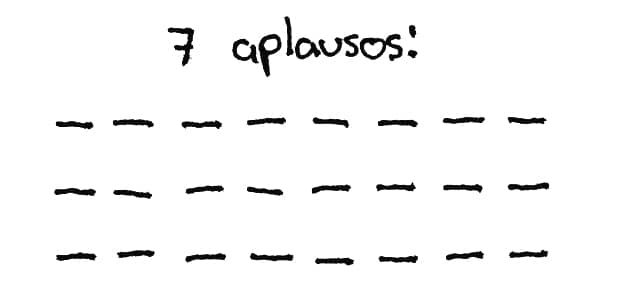 7 aplausos:
— — — — — — — —
— — — — — — — —
— — — — — — — —